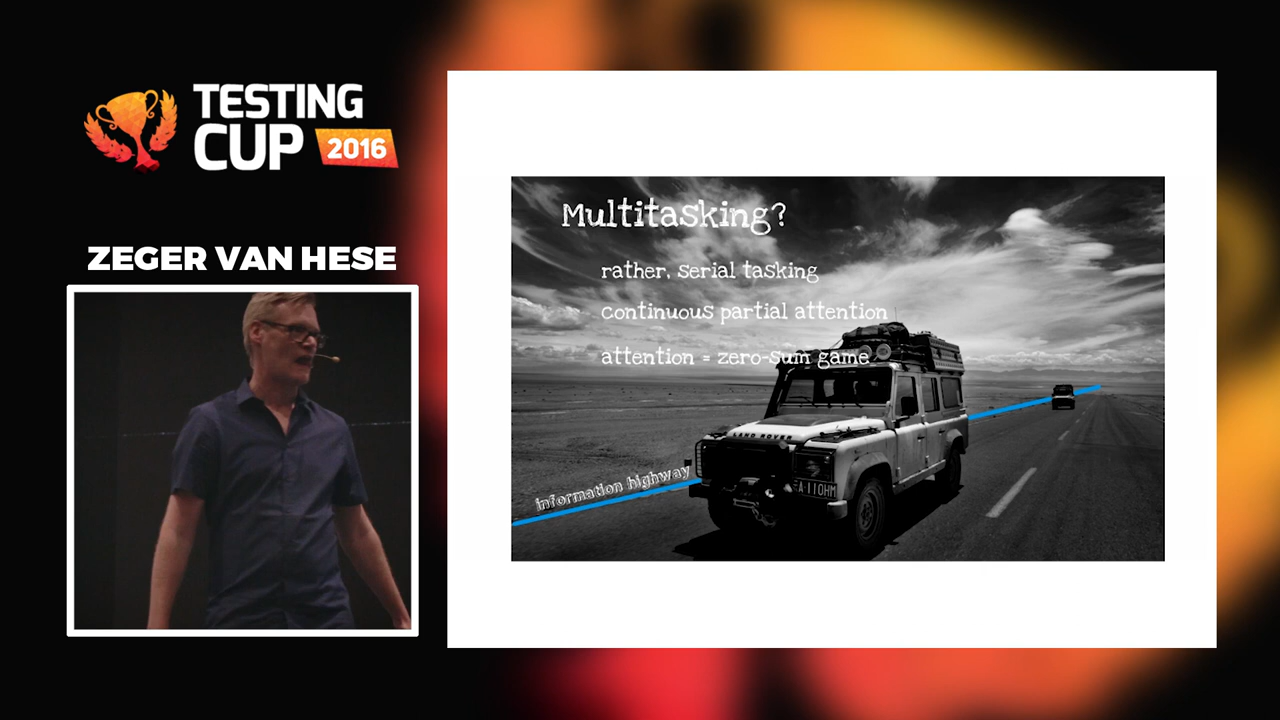 TESTING
CUP 2016
ZEGER VAN HESE
Multitasking?
rather, serial tasking
continuous partial attention
attention = zero-sum game
LAND ROVER
information highway